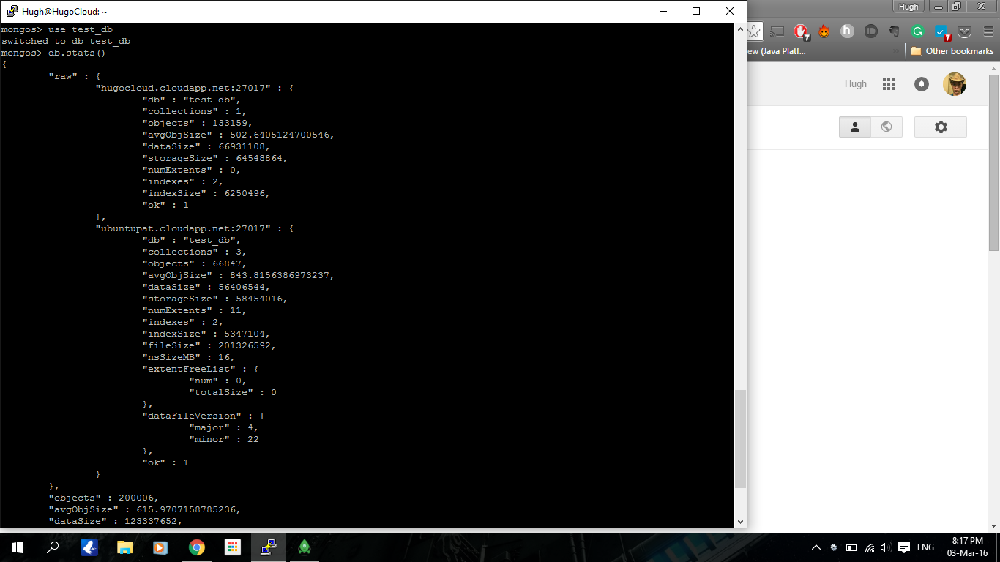 Hugh@HugoCloud: ~
mongos> use test_db
switched to db test_db
mongos> db.stats()
{
"raw" : {
"hugocloud.cloudapp.net:27017" : {
"db" : "test_db",
"collections" : 1,
"objects" : 133159,
"avgObjSize" : 502.6405124700546,
"dataSize" : 66931108,
"storageSize" : 64548864,
"numExtents" : 0,
"indexes" : 2,
"indexSize" : 6250496,
"ok" : 1
},
"ubuntupat.cloudapp.net:27017" : {
"db" : "test_db",
"collections" : 3,
"objects" : 66847,
"avgObjSize" : 843.8156386973237,
"dataSize" : 56406544,
"storageSize" : 58454016,
"numExtents" : 11,
"indexes" : 2,
"indexSize" : 5347104,
"fileSize" : 201326592,
"nsSizeMB" : 16,
"extentFreeList" : {
"num" : 0,
"totalSize" : 0
},
"dataFileVersion" : {
"major" : 4,
"minor" : 22
},
"ok" : 1
}
},
"objects" : 200006,
"avgObjSize" : 615.9707158785236,
"dataSize" : 123337652,
Hugh
7
h
G
7
ew (Java Platf...
Other bookmarks
Hugh
ENG
8:17 PM
03-Mar-16